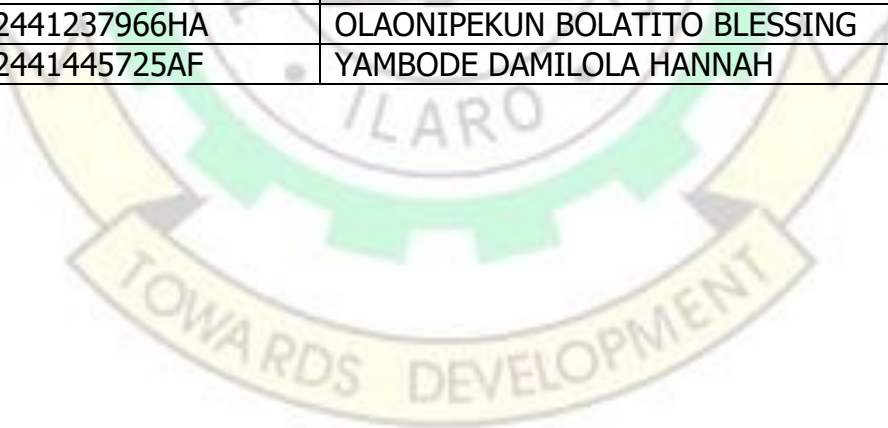 2441237966HA OLAONIPEKUN BOLATITO BLESSING
2441445725AF YAMBODE DAMILOLA HANNAH
ILARO
TOWARDS DEVELOPMENT